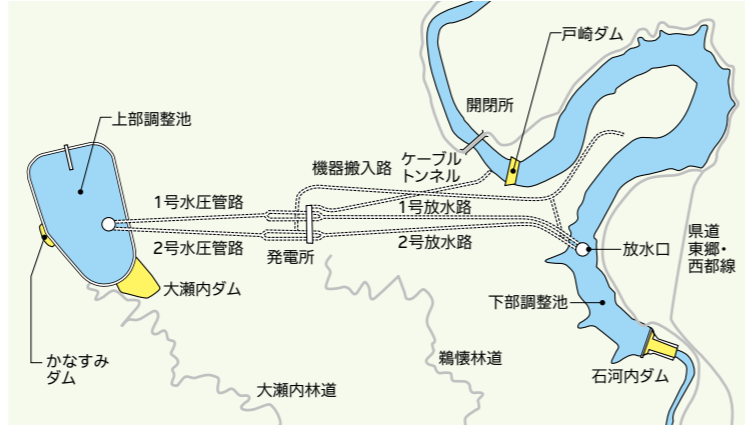 戸崎ダム
開閉所
上部調整池
機器搬入路
ケーブル
トンネル
1号水圧管路
1号放水路
2号水圧管路
2号放水路
発電所
放水口
県道
東郷・
西都線
大瀬内ダム
下部調整池
かなすみ
ダム
鵜懐林道
大瀬内林道
石河内ダム